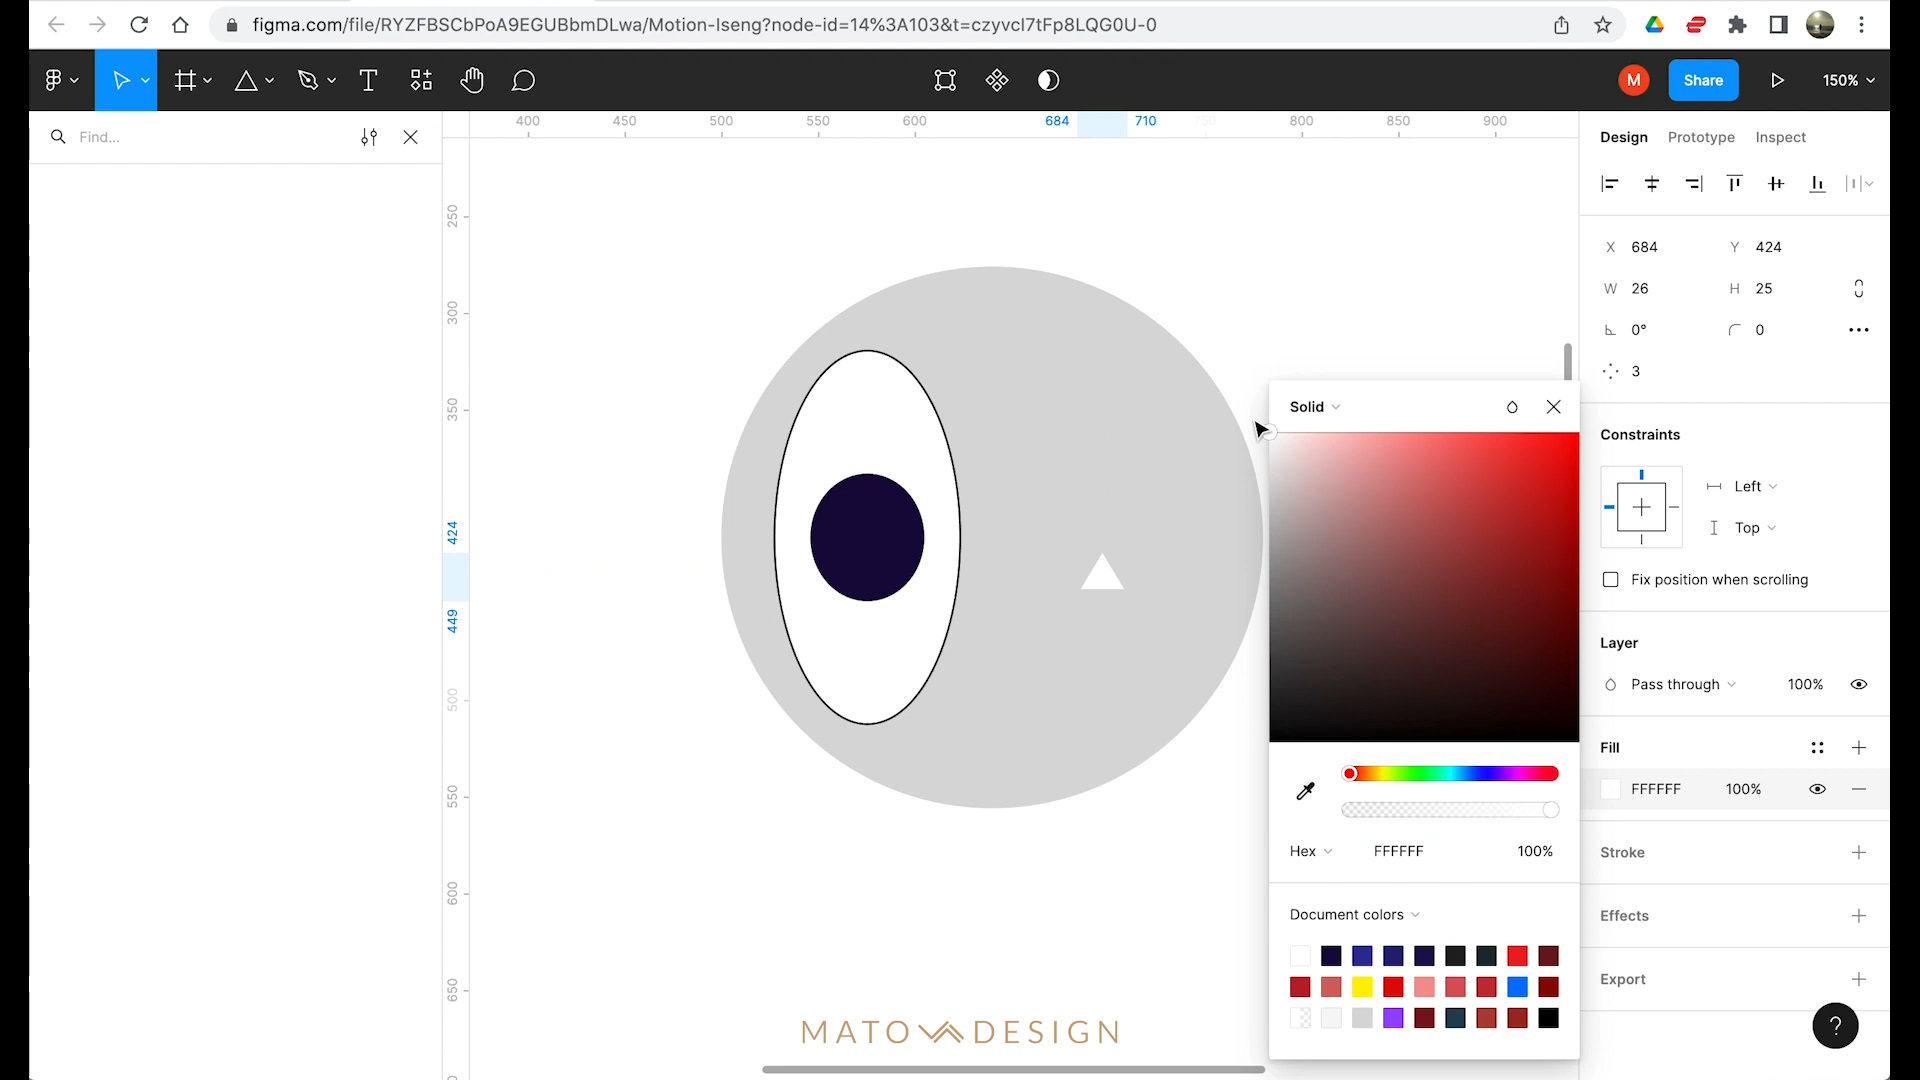 figma.com/file/RYZFBSCbPoA9EGUBbmDLwa/Motion-Iseng?node-id=14%3A103&t=czyvcI7tFp8LQG0U-0
M
Share
150%
Find...
400 450 500 550 600 684 710 750 800 850 900
Design Prototype Inspect
250
300
350
424
449
500
550
600
650
X 684 Y 424
W 26 H 25
0° 0
3
Solid
Constraints
Left
Top
Fix position when scrolling
Layer
Pass through 100%
Fill
FFFFFF 100%
Hex FFFFFF 100%
Stroke
Document colors
Effects
Export
MATO DESIGN
?